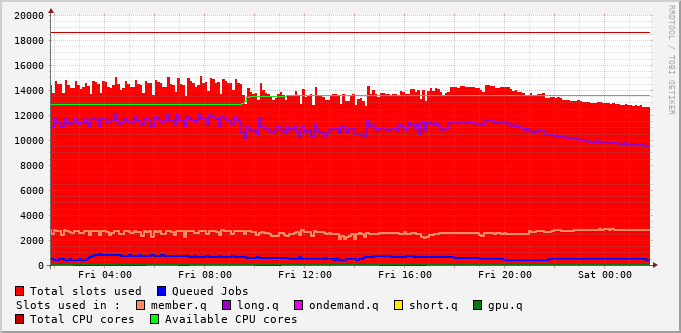 RRDTOOL / TOBI OETIKER
20000
18000
16000
14000
12000
10000
8000
6000
4000
2000
0
Fri 04:00 Fri 08:00 Fri 12:00 Fri 16:00 Fri 20:00 Sat 00:00
Total slots used Queued Jobs
Slots used in : member.q long.q ondemand.q short.q gpu.q
Total CPU cores Available CPU cores